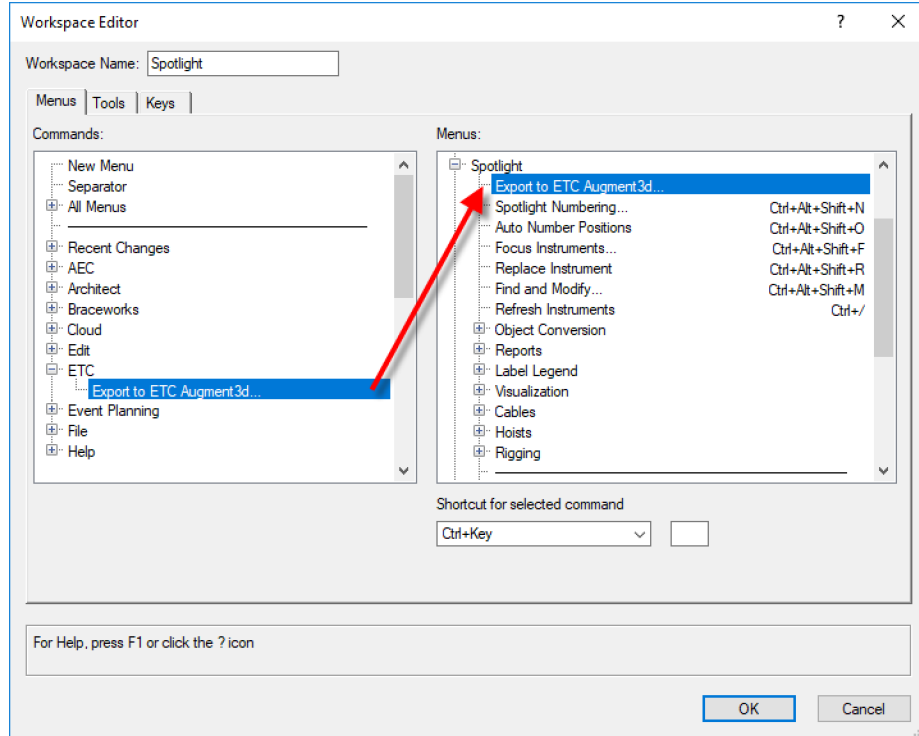 Workspace Editor
?
Workspace Name: Spotlight
Menus Tools Keys
Commands:
New Menu
Separator
All Menus
Recent Changes
AEC
Architect
Braceworks
Cloud
Edit
ETC
Export to ETC Augment3d...
Event Planning
File
Help
Menus:
Spotlight
Export to ETC Augment3d...
Spotlight Numbering... Ctrl+Alt+Shift+N
Auto Number Positions Ctrl+Alt+Shift+O
Focus Instruments... Ctrl+Alt+Shift+F
Replace Instrument Ctrl+Alt+Shift+R
Find and Modify... Ctrl+Alt+Shift+M
Refresh Instruments Ctrl+/
Object Conversion
Reports
Label Legend
Visualization
Cables
Hoists
Rigging
Shortcut for selected command
Ctrl+Key
For Help, press F1 or click the ? icon
OK Cancel